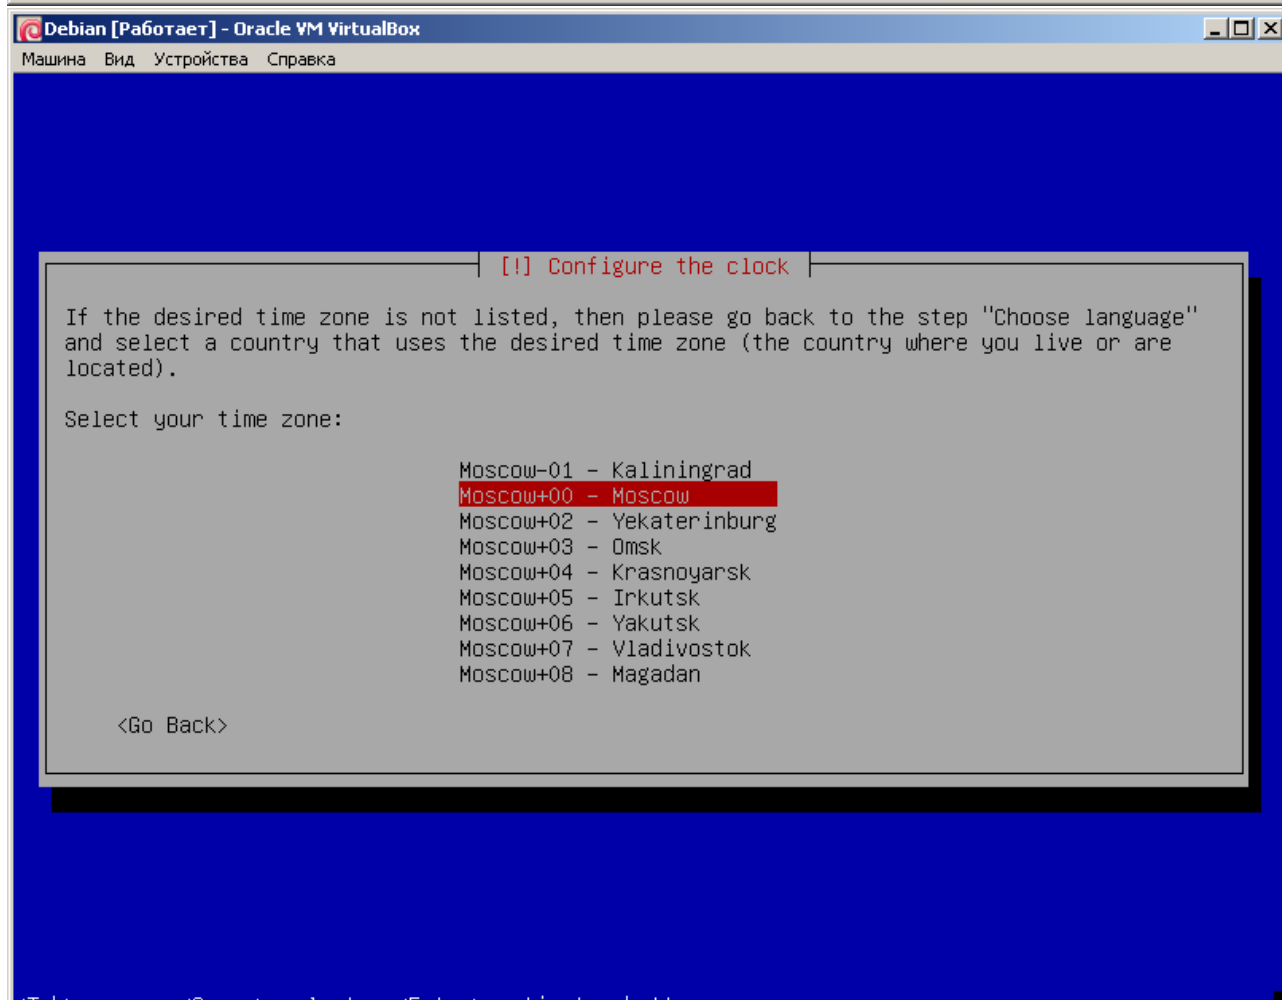 Debian [Работает] - Oracle VM VirtualBox
Машина Вид Устройства Справка
[!] Configure the clock
If the desired time zone is not listed, then please go back to the step "Choose language"
and select a country that uses the desired time zone (the country where you live or are
located).
Select your time zone:
Moscow-01 - Kaliningrad
Moscow+00 - Moscow
Moscow+02 - Yekaterinburg
Moscow+03 - Omsk
Moscow+04 - Krasnoyarsk
Moscow+05 - Irkutsk
Moscow+06 - Yakutsk
Moscow+07 - Vladivostok
Moscow+08 - Magadan
<Go Back>